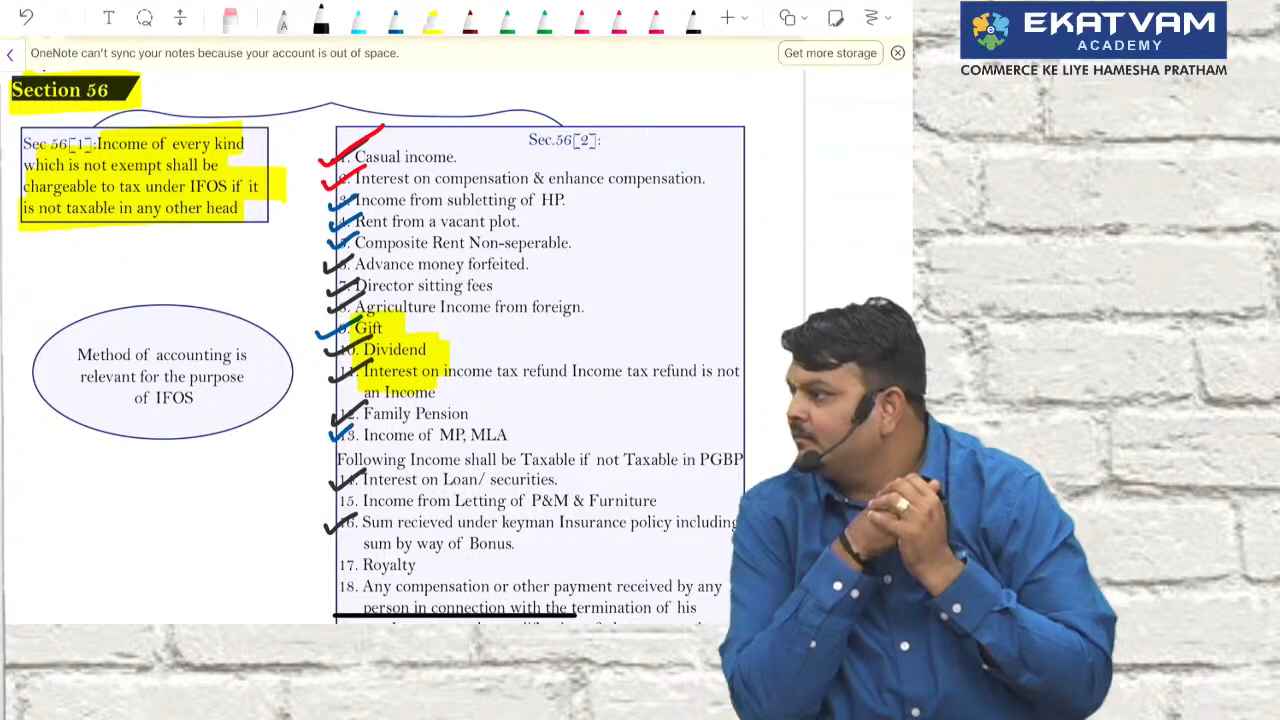 OneNote can't sync your notes because your account is out of space.
Get more storage
EKATVAM
ACADEMY
COMMERCE KE LIYE HAMESHA PRATHAM
Section 56
Sec 56[1]:Income of every kind
which is not exempt shall be
chargeable to tax under IFOS if it
is not taxable in any other head
Method of accounting is
relevant for the purpose
of IFOS
Sec.56[2]:
1. Casual income.
2. Interest on compensation & enhance compensation.
3. Income from subletting of HP.
4. Rent from a vacant plot.
5. Composite Rent Non-seperable.
6. Advance money forfeited.
7. Director sitting fees
8. Agriculture Income from foreign.
9. Gift
10. Dividend
11. Interest on income tax refund Income tax refund is not
an Income
12. Family Pension
13. Income of MP, MLA
Following Income shall be Taxable if not Taxable in PGBP
14. Interest on Loan/ securities.
15. Income from Letting of P&M & Furniture
16. Sum recieved under keyman Insurance policy including
sum by way of Bonus.
17. Royalty
18. Any compensation or other payment received by any
person in connection with the termination of his